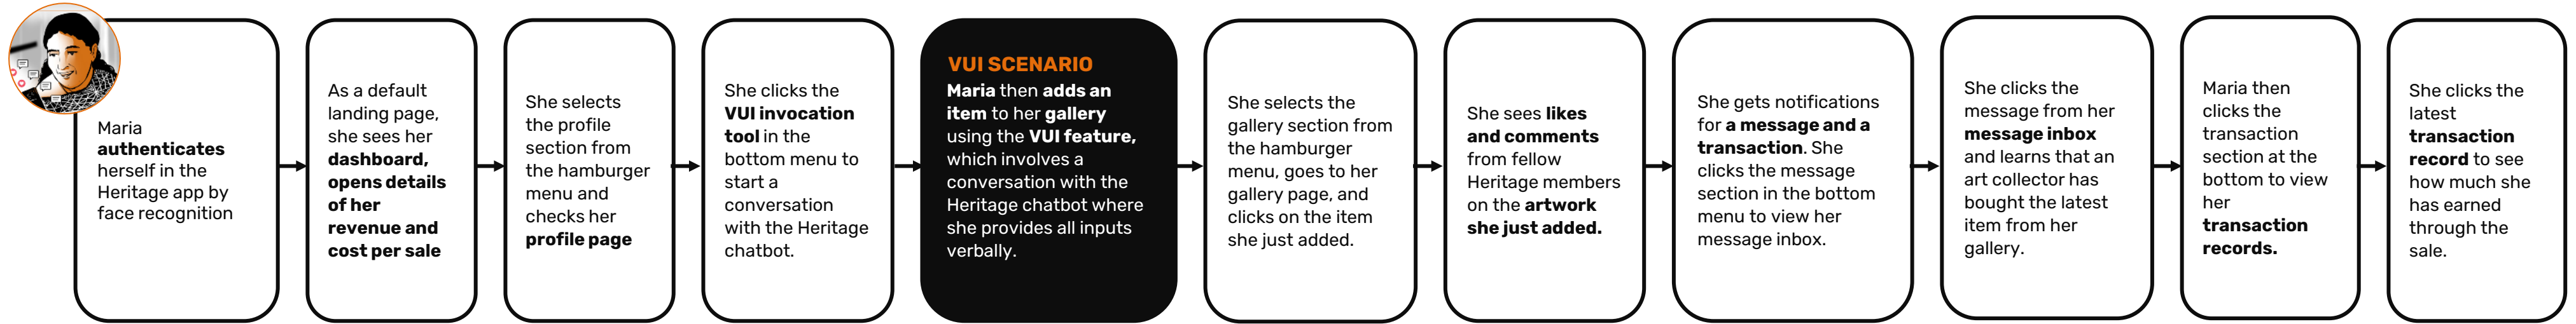 Maria
authenticates
herself in the
Heritage app by
face recognition
As a default
landing page,
she sees her
dashboard,
opens details
of her
revenue and
cost per sale
She selects
the profile
section from
the hamburger
menu and
checks her
profile page
She clicks the
VUI invocation
tool in the
bottom menu to
start a
conversation
with the Heritage
chatbot.
VUI SCENARIO
Maria then adds an
item to her gallery
using the VUI feature,
which involves a
conversation with the
Heritage chatbot where
she provides all inputs
verbally.
She selects the
gallery section from
the hamburger
menu, goes to her
gallery page, and
clicks on the item
she just added.
She sees likes
and comments
from fellow
Heritage members
on the artwork
she just added.
She gets notifications
for a message and a
transaction. She
clicks the message
section in the bottom
menu to view her
message inbox.
She clicks the
message from her
message inbox
and learns that an
art collector has
bought the latest
item from her
gallery.
Maria then
clicks the
transaction
section at the
bottom to view
her
transaction
records.
She clicks the
latest
transaction
record to see
how much she
has earned
through the
sale.